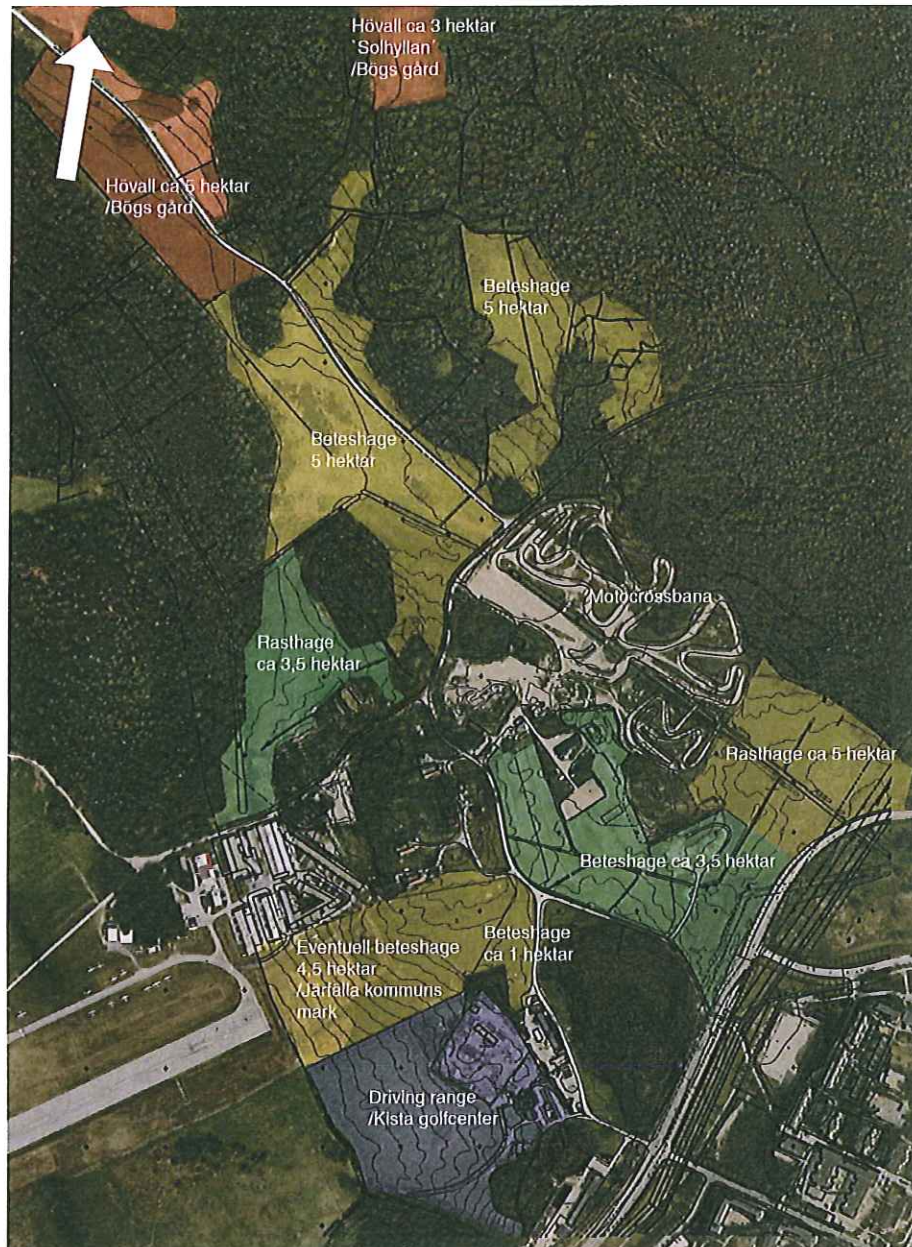 Hövall ca 3 hektar
`Solhyllan´
/Bögs gård
Hövall ca 5 hektar
/Bögs gård
Beteshage
5 hektar
Beteshage
5 hektar
Motocrossbana
Rasthage
ca 3,5 hektar
Rasthage ca 5 hektar
Beteshage ca 3,5 hektar
Beteshage
ca 1 hektar
Eventuell beteshage
4,5 hektar
/Järfälla kommuns
mark
Driving range
/Kista golfcenter